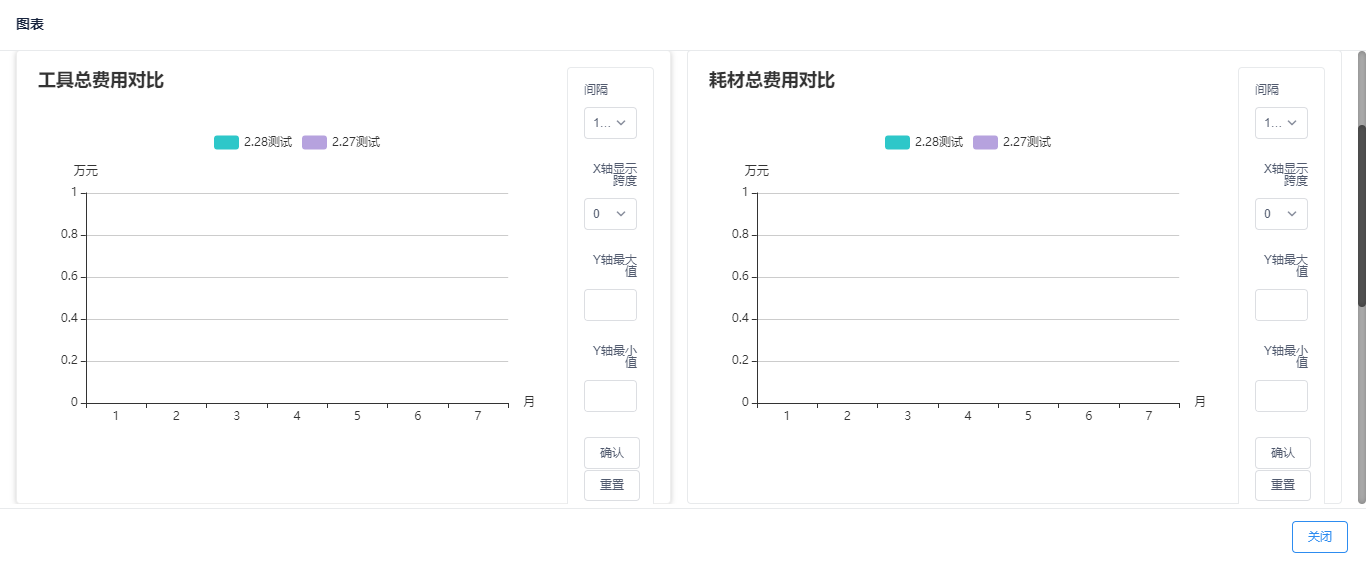 图表
工具总费用对比
2.28测试
2.27测试
万元
1
0.8
0.6
0.4
0.2
0
1 2 3 4 5 6 7
月
间隔
1...
X轴显示
跨度
0
Y轴最大
值
Y轴最小
值
确认
重置
耗材总费用对比
2.28测试
2.27测试
万元
1
0.8
0.6
0.4
0.2
0
1 2 3 4 5 6 7
月
间隔
1...
X轴显示
跨度
0
Y轴最大
值
Y轴最小
值
确认
重置
关闭